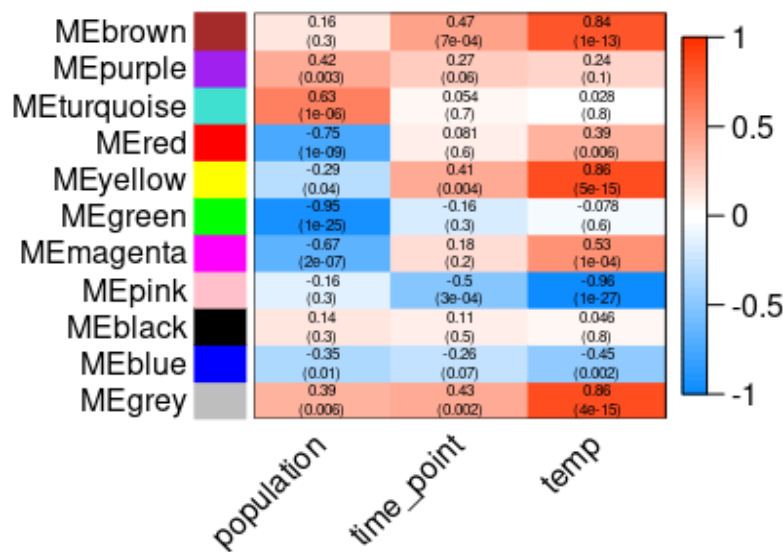 MEbrown 0.16 0.47 0.84 1
(0.3) (7e-04) (1e-13)
MEpurple 0.42 0.27 0.24
(0.003) (0.06) (0.1)
MEturquoise 0.63 0.054 0.028
(1e-06) (0.7) (0.8) 0.5
MEred -0.75 0.081 0.39
(1e-09) (0.6) (0.006)
MEyellow -0.29 0.41 0.86
(0.04) (0.004) (5e-15)
MEgreen -0.95 -0.16 -0.078 0
(1e-25) (0.3) (0.6)
MEmagenta -0.67 0.18 0.53
(2e-07) (0.2) (1e-04)
MEpink -0.16 -0.5 -0.96
(0.3) (3e-04) (1e-27) -0.5
MEblack 0.14 0.11 0.046
(0.3) (0.5) (0.8)
MEblue -0.35 -0.26 -0.45
(0.01) (0.07) (0.002)
MEgrey 0.39 0.43 0.86 -1
(0.006) (0.002) (4e-15)
population time_point temp